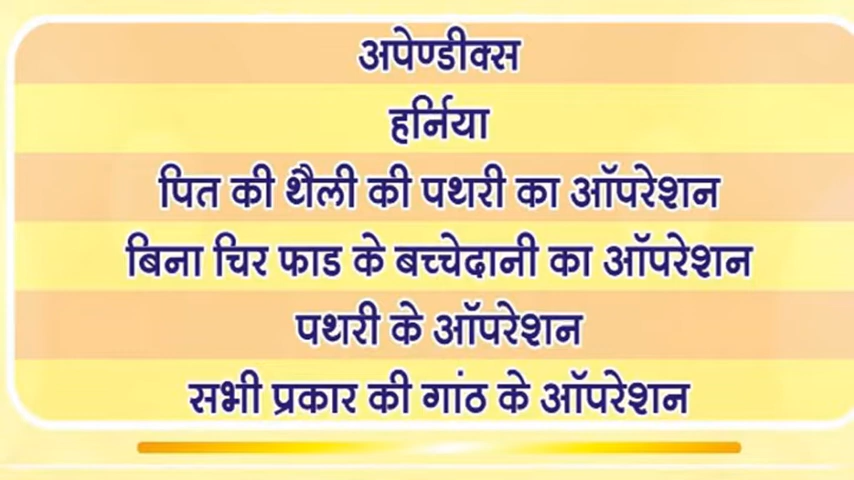 अपेण्डीक्स
हर्निया
पित की थैली की पथरी का ऑपरेशन
बिना चिर फाड के बच्चेदानी का ऑपरेशन
पथरी के ऑपरेशन
सभी प्रकार की गांठ के ऑपरेशन